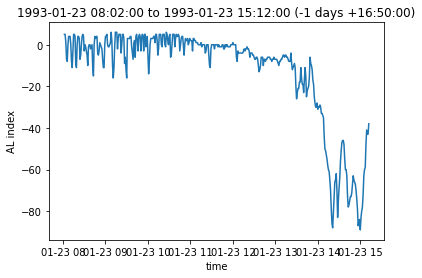 1993-01-23 08:02:00 to 1993-01-23 15:12:00 (-1 days +16:50:00)
AL index
0
−20
−40
−60
−80
01-23 08 01-23 09 01-23 10 01-23 11 01-23 12 01-23 13 01-23 14 01-23 15
time